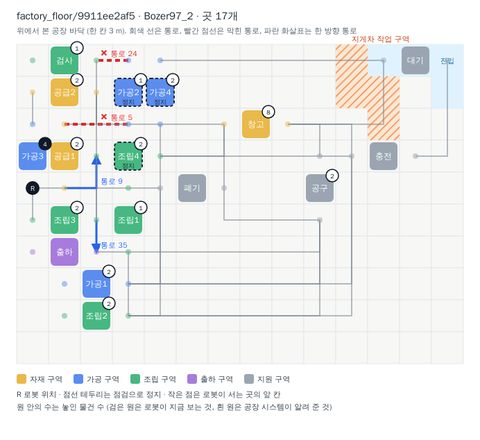 factory_floor/9911ee2af5 · Bozer97_2 · 곳 17개
위에서 본 공장 바닥 (한 칸 3 m). 회색 선은 통로, 빨간 점선은 막힌 통로, 파란 화살표는 한 방향 통로
지게차 작업 구역
검사 1
✖ 통로 24
대기
진입
공급2 2
가공2 1
정지
가공4 2
정지
✖ 통로 5
창고 8
가공3 4
공급1 2
조립4 2
정지
충전
R
통로 9
폐기
공구 2
조립3 2
조립1 1
출하
통로 35
가공1 2
조립2 2
자재 구역
가공 구역
조립 구역
출하 구역
지원 구역
R 로봇 위치 · 점선 테두리는 점검으로 정지 · 작은 점은 로봇이 서는 곳의 앞 칸
원 안의 수는 놓인 물건 수 (검은 원은 로봇이 지금 보는 것, 흰 원은 공장 시스템이 알려 준 것)